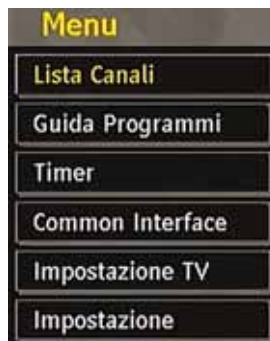 Menu
Lista Canali
Guida Programmi
Timer
Common Interface
Impostazione TV
Impostazione